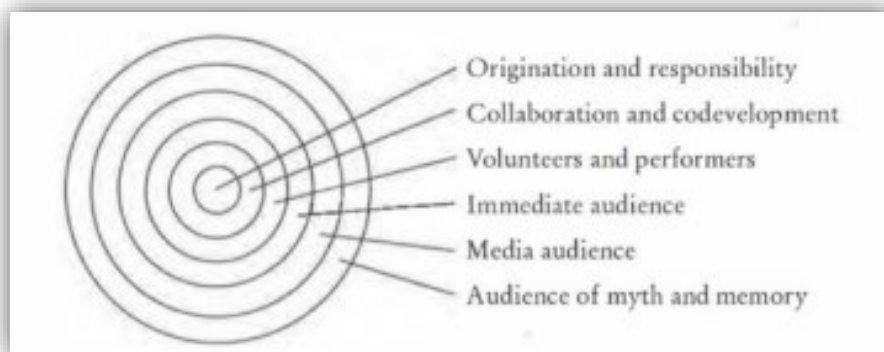 Origination and responsibility
Collaboration and codevelopment
Volunteers and performers
Immediate audience
Media audience
Audience of myth and memory